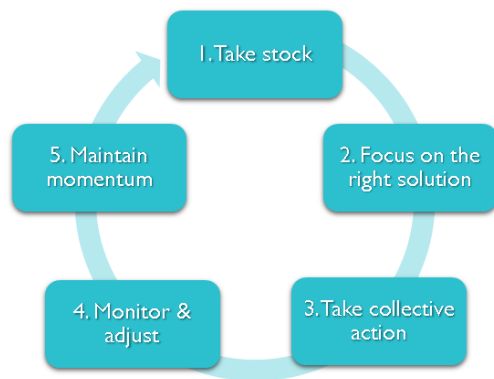 1. Take stock
2. Focus on the
right solution
3. Take collective
action
4. Monitor &
adjust
5. Maintain
momentum